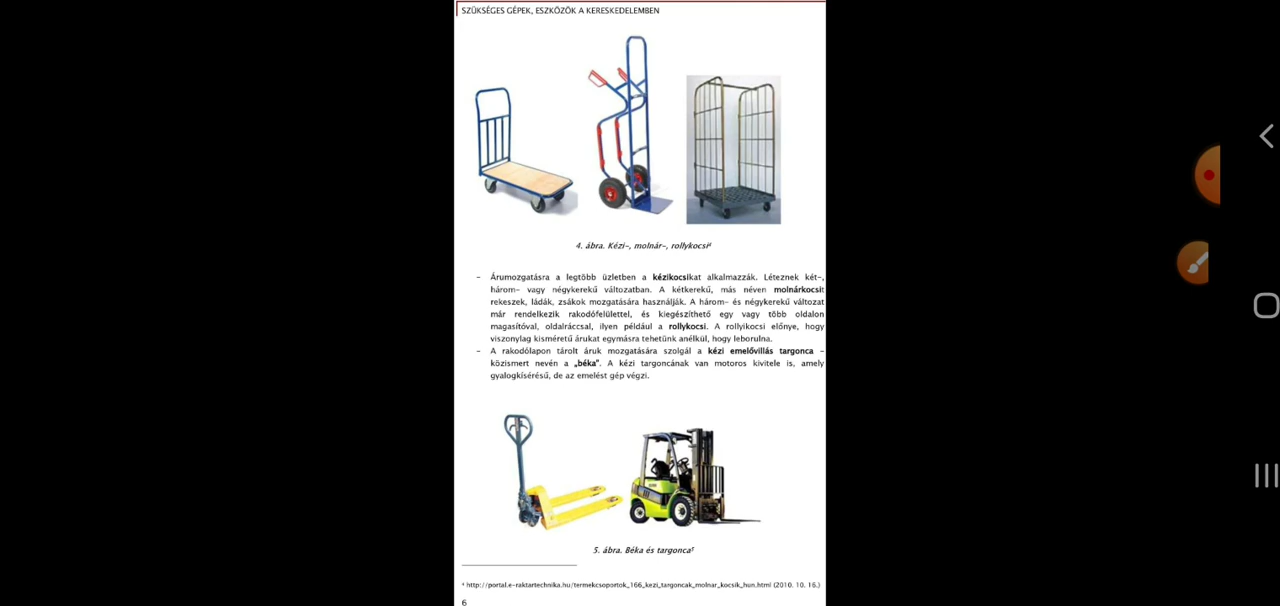 SZÜKSÉGES GÉPEK, ESZKÖZÖK A KERESKEDELEMBEN
4. ábra. Kézi-, molnár-, rollykocsi⁴
- Árumozgatásra a legtöbb üzletben a kézikocsikat alkalmazzák. Léteznek két-,
három- vagy négykerekű változatban. A kétkerekű, más néven molnárkocsit
rekeszek, ládák, zsákok mozgatására használják. A három- és négykerekű változat
már rendelkezik rakodófelülettel, és kiegészíthető egy vagy több oldalon
magasítóval, oldalráccsal, ilyen például a rollykocsi. A rollyikocsi előnye, hogy
viszonylag kisméretű árukat egymásra tehetünk anélkül, hogy leborulna.
- A rakodólapon tárolt áruk mozgatására szolgál a kézi emelővillás targonca -
közismert nevén a „béka". A kézi targoncának van motoros kivitele is, amely
gyalogkísérésű, de az emelést gép végzi.
5. ábra. Béka és targonca⁵
⁴ http://portal.e-raktartechnika.hu/termekcsoportok_166_kezi_targoncak_molnar_kocsik_hun.html (2010. 10. 16.)
6